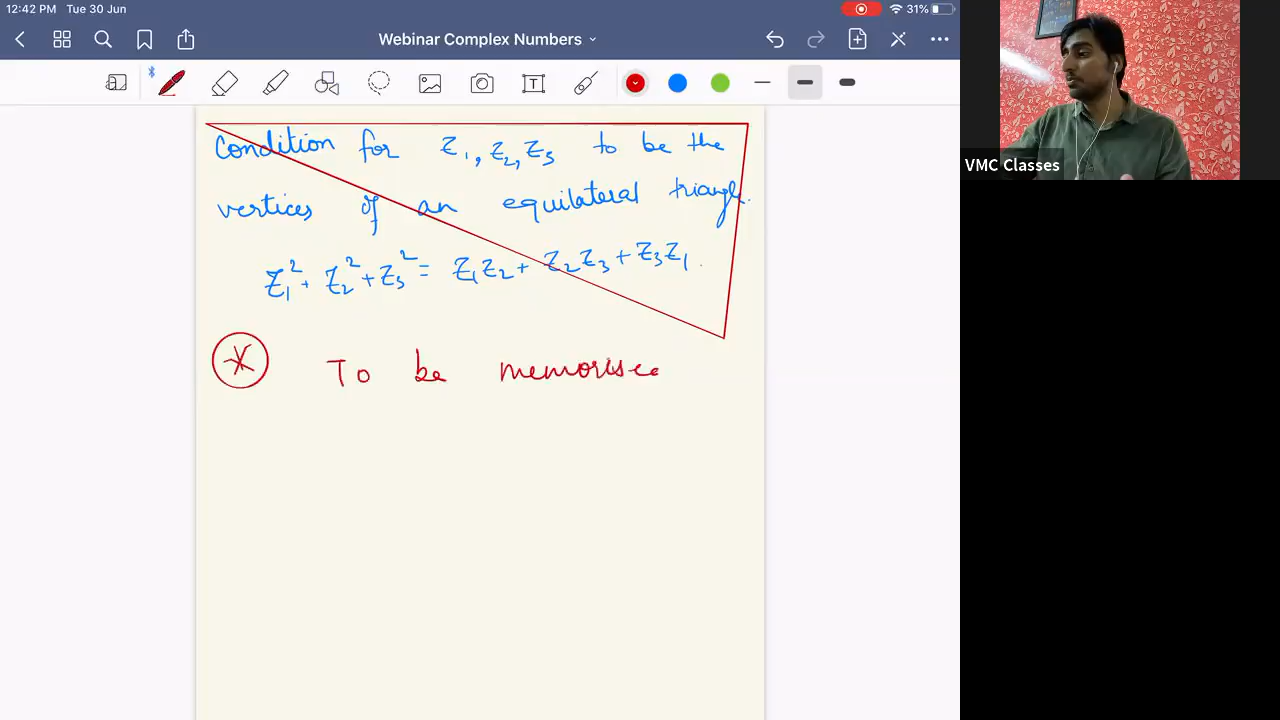 12:42 PM Tue 30 Jun
31%
Webinar Complex Numbers
T
Condition for z₁, z₂, z₃ to be the
vertices of an equilateral triangle.
z₁² + z₂² + z₃² = z₁z₂ + z₂z₃ + z₃z₁.
To be memorised
VMC Classes